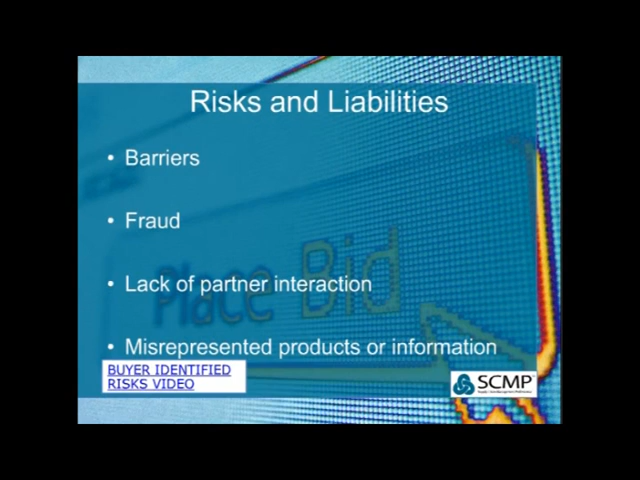 Risks and Liabilities
• Barriers
• Fraud
• Lack of partner interaction
Place Bid
• Misrepresented products or information
BUYER IDENTIFIED
RISKS VIDEO
SCMP